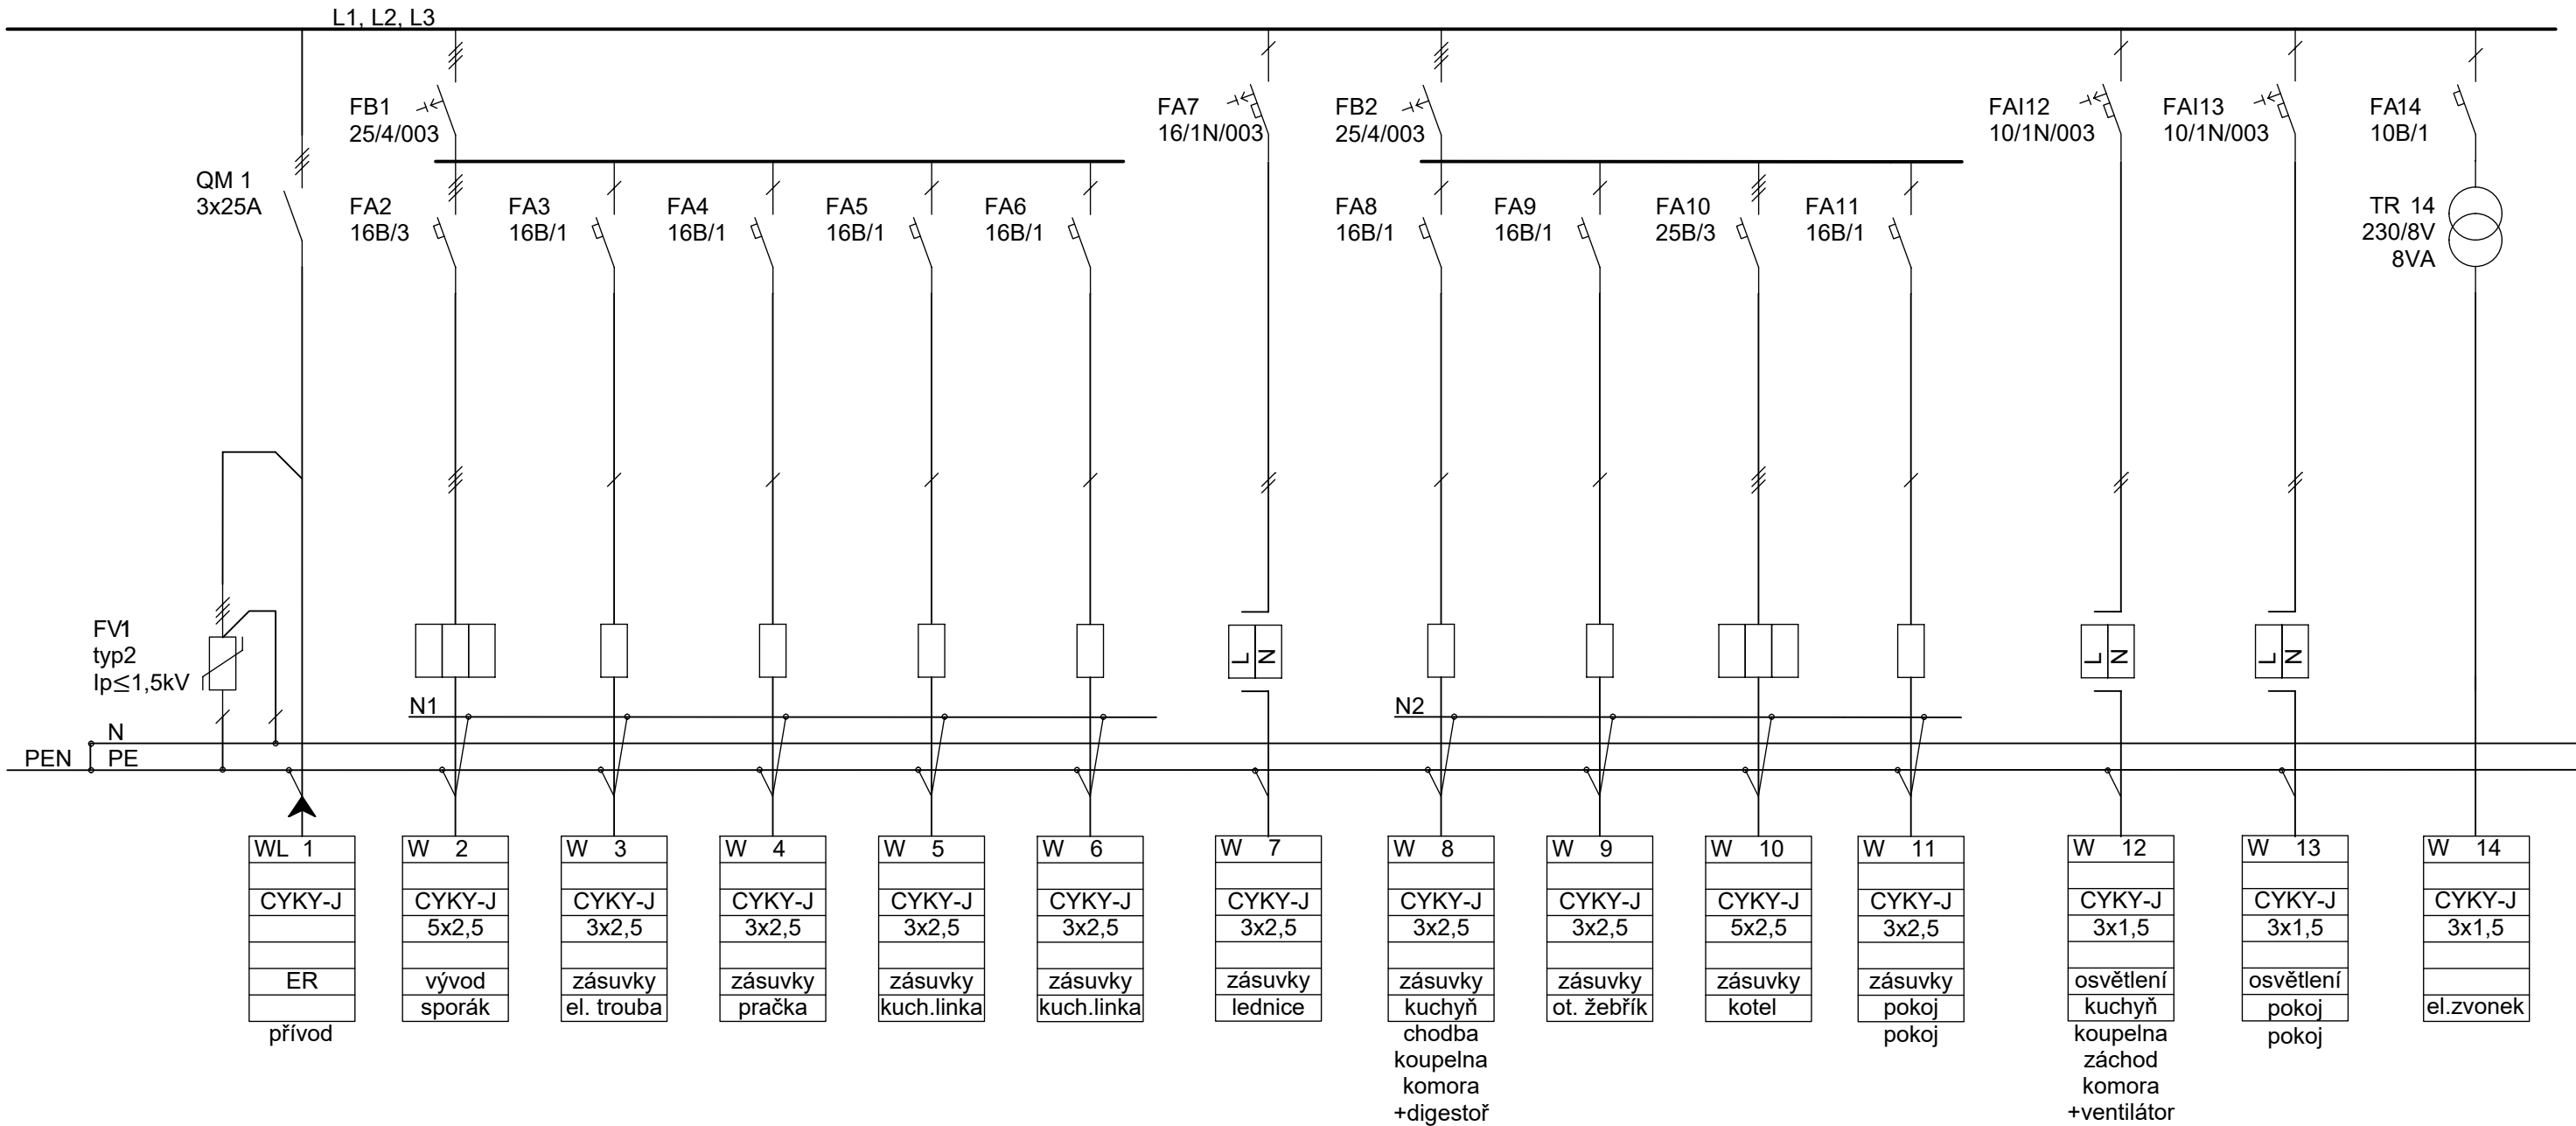 L1, L2, L3
FB1
25/4/003
FA7
16/1N/003
FB2
25/4/003
FAI12
10/1N/003
FAI13
10/1N/003
FA14
10B/1
QM 1
3x25A
FA2
16B/3
FA3
16B/1
FA4
16B/1
FA5
16B/1
FA6
16B/1
FA8
16B/1
FA9
16B/1
FA10
25B/3
FA11
16B/1
TR 14
230/8V
8VA
FV1
typ2
Ip≤1,5kV
L N
L N
L N
N1
N2
N
PEN PE
WL 1
CYKY-J
ER
přívod
W 2
CYKY-J
5x2,5
vývod
sporák
W 3
CYKY-J
3x2,5
zásuvky
el. trouba
W 4
CYKY-J
3x2,5
zásuvky
pračka
W 5
CYKY-J
3x2,5
zásuvky
kuch.linka
W 6
CYKY-J
3x2,5
zásuvky
kuch.linka
W 7
CYKY-J
3x2,5
zásuvky
lednice
W 8
CYKY-J
3x2,5
zásuvky
kuchyň
chodba
koupelna
komora
+digestoř
W 9
CYKY-J
3x2,5
zásuvky
ot. žebřík
W 10
CYKY-J
5x2,5
zásuvky
kotel
W 11
CYKY-J
3x2,5
zásuvky
pokoj
pokoj
W 12
CYKY-J
3x1,5
osvětlení
kuchyň
koupelna
záchod
komora
+ventilátor
W 13
CYKY-J
3x1,5
osvětlení
pokoj
pokoj
W 14
CYKY-J
3x1,5
el.zvonek